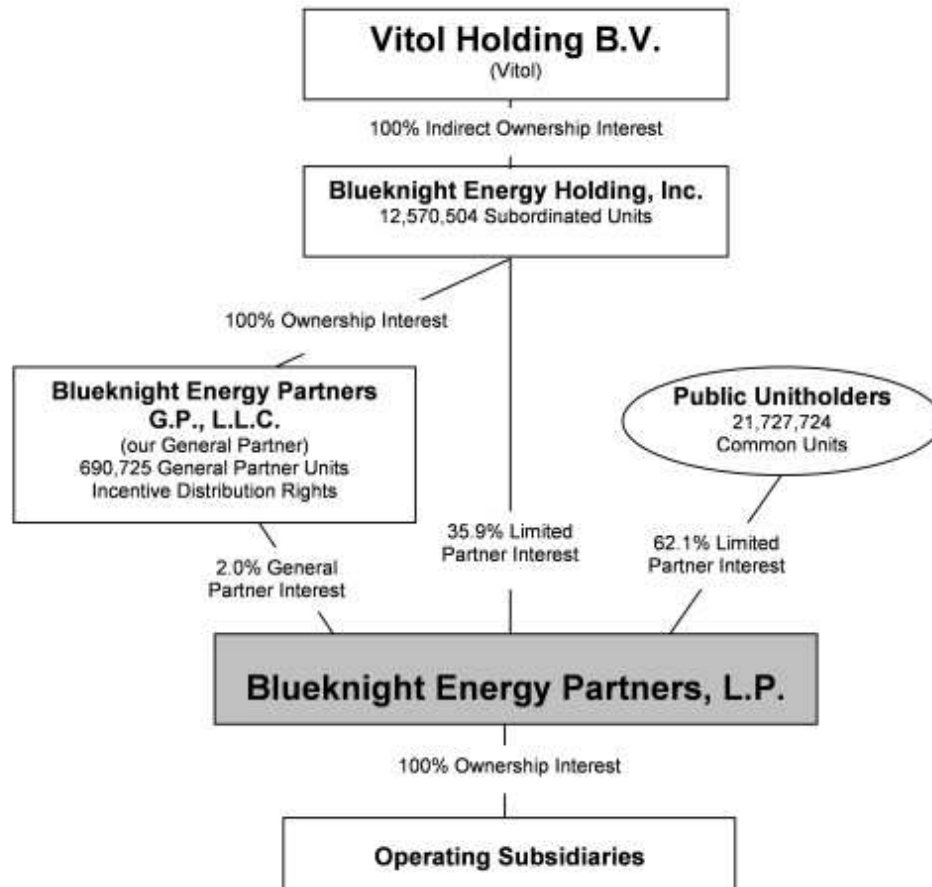 Vitol Holding B.V.
(Vitol)
100% Indirect Ownership Interest
Blueknight Energy Holding, Inc.
12,570,504 Subordinated Units
100% Ownership Interest
Blueknight Energy Partners
G.P., L.L.C.
(our General Partner)
690,725 General Partner Units
Incentive Distribution Rights
Public Unitholders
21,727,724
Common Units
2.0% General
Partner Interest
35.9% Limited
Partner Interest
62.1% Limited
Partner Interest
Blueknight Energy Partners, L.P.
100% Ownership Interest
Operating Subsidiaries